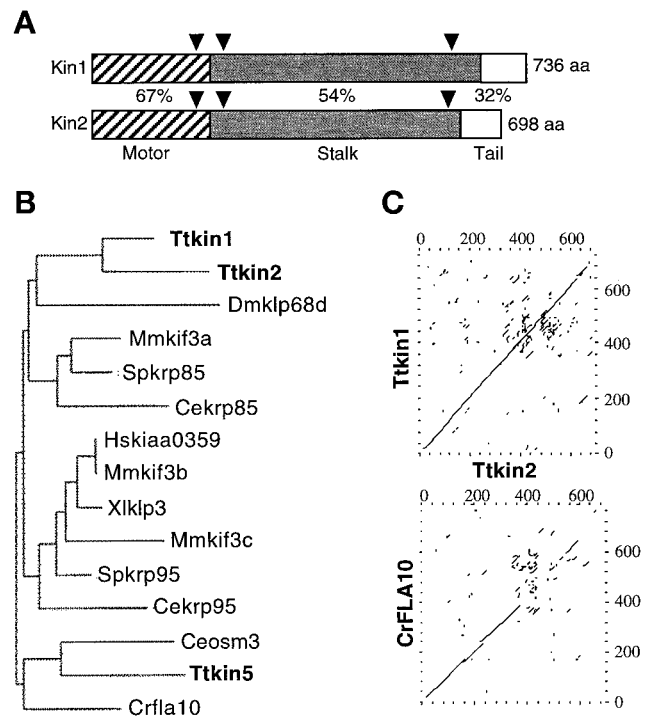 A
Kin1
736 aa
67% 54% 32%
Kin2
698 aa
Motor Stalk Tail
B
Ttkin1
Ttkin2
Dmklp68d
Mmkif3a
Spkrp85
Cekrp85
Hskiaa0359
Mmkif3b
Xlklp3
Mmkif3c
Spkrp95
Cekrp95
Ceosm3
Ttkin5
Crfla10
C
0 200 400 600
Ttkin1
600
400
200
0
Ttkin2
0 200 400 600
CrFLA10
600
400
200
0